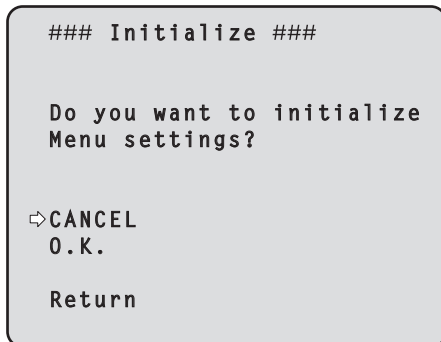 ### Initialize ###
Do you want to initialize
Menu settings?
⇨CANCEL
O.K.
Return